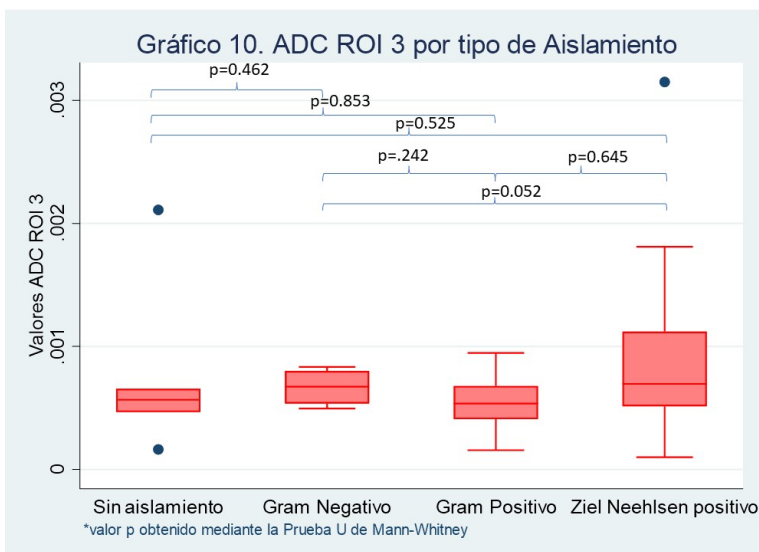 Gráfico 10. ADC ROI 3 por tipo de Aislamiento
p=0.462
p=0.853
p=0.525
p=.242
p=0.645
p=0.052
Valores ADC ROI 3
.003
.002
.001
0
Sin aislamiento
Gram Negativo
Gram Positivo
Ziel Neehlsen positivo
*valor p obtenido mediante la Prueba U de Mann-Whitney